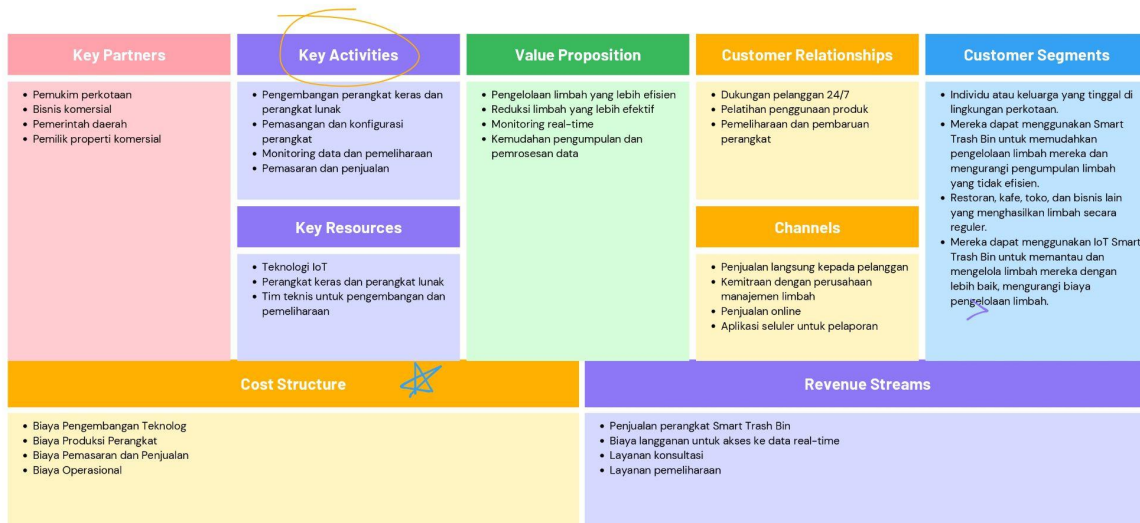 Key Partners
• Pemukim perkotaan
• Bisnis komersial
• Pemerintah daerah
• Pemilik properti komersial
Key Activities
• Pengembangan perangkat keras dan
perangkat lunak
• Pemasangan dan konfigurasi
perangkat
• Monitoring data dan pemeliharaan
• Pemasaran dan penjualan
Key Resources
• Teknologi IoT
• Perangkat keras dan perangkat lunak
• Tim teknis untuk pengembangan dan
pemeliharaan
Value Proposition
• Pengelolaan limbah yang lebih efisien
• Reduksi limbah yang lebih efektif
• Monitoring real-time
• Kemudahan pengumpulan dan
pemrosesan data
Customer Relationships
• Dukungan pelanggan 24/7
• Pelatihan penggunaan produk
• Pemeliharaan dan pembaruan
perangkat
Channels
• Penjualan langsung kepada pelanggan
• Kemitraan dengan perusahaan
manajemen limbah
• Penjualan online
• Aplikasi seluler untuk pelaporan
Customer Segments
• Individu atau keluarga yang tinggal di
lingkungan perkotaan.
• Mereka dapat menggunakan Smart
Trash Bin untuk memudahkan
pengelolaan limbah mereka dan
mengurangi pengumpulan limbah
yang tidak efisien.
• Restoran, kafe, toko, dan bisnis lain
yang menghasilkan limbah secara
reguler.
• Mereka dapat menggunakan IoT Smart
Trash Bin untuk memantau dan
mengelola limbah mereka dengan
lebih baik, mengurangi biaya
pengelolaan limbah.
Cost Structure
• Biaya Pengembangan Teknolog
• Biaya Produksi Perangkat
• Biaya Pemasaran dan Penjualan
• Biaya Operasional
Revenue Streams
• Penjualan perangkat Smart Trash Bin
• Biaya langganan untuk akses ke data real-time
• Layanan konsultasi
• Layanan pemeliharaan